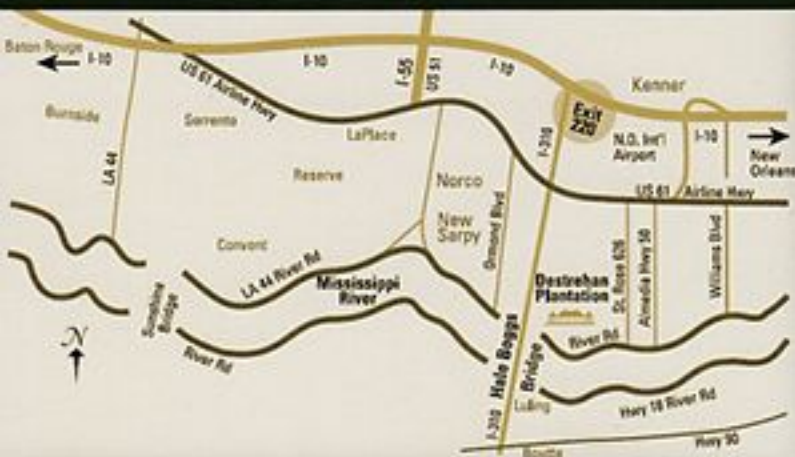 Baton Rouge
I-10
I-10
I-55
US 51
I-10
Kenner
Exit
220
US 61 Airline Hwy
Burnside
Sorrento
LaPlace
I-310
N.O. Int'l
Airport
I-10
New
Orleans
LA 44
Reserve
Norco
US 61
Airline Hwy
New
Sarpy
Ormond Blvd
Convent
LA 44 River Rd
Mississippi
River
Destrehan
Plantation
St. Rose 626
Almedia Hwy 50
Williams Blvd
Sunshine
Bridge
N
River Rd
Hale Boggs
Bridge
River Rd
Luling
Hwy 18 River Rd
I-310
Boutte
Hwy 90